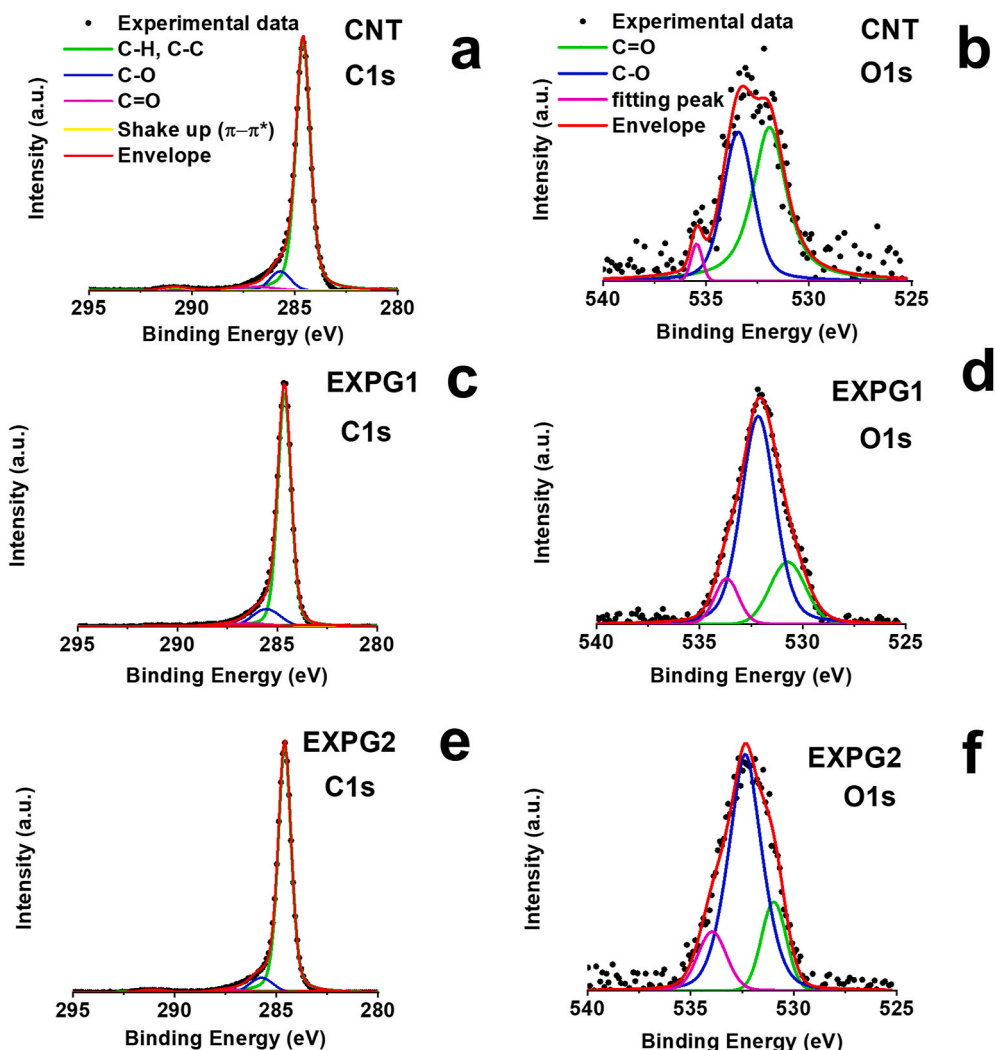 Experimental data
C-H, C-C
C-O
C=O
Shake up (π–π*)
Envelope
CNT
C1s
a
Intensity (a.u.)
295 290 285 280
Binding Energy (eV)
Experimental data
C=O
C-O
fitting peak
Envelope
CNT
O1s
b
Intensity (a.u.)
540 535 530 525
Binding Energy (eV)
EXPG1
C1s
c
Intensity (a.u.)
295 290 285 280
Binding Energy (eV)
EXPG1
O1s
d
Intensity (a.u.)
540 535 530 525
Binding Energy (eV)
EXPG2
C1s
e
Intensity (a.u.)
295 290 285 280
Binding Energy (eV)
EXPG2
O1s
f
Intensity (a.u.)
540 535 530 525
Binding Energy (eV)